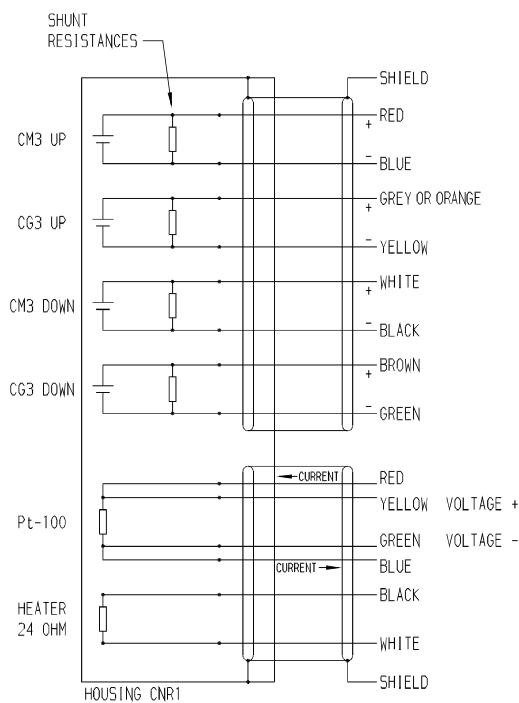 SHUNT
RESISTANCES
SHIELD
RED
+
CM3 UP
-
BLUE
GREY OR ORANGE
+
CG3 UP
-
YELLOW
WHITE
+
CM3 DOWN
-
BLACK
BROWN
+
CG3 DOWN
-
GREEN
CURRENT
RED
YELLOW VOLTAGE +
Pt-100
GREEN VOLTAGE -
CURRENT
BLUE
BLACK
HEATER
24 OHM
WHITE
SHIELD
HOUSING CNR1